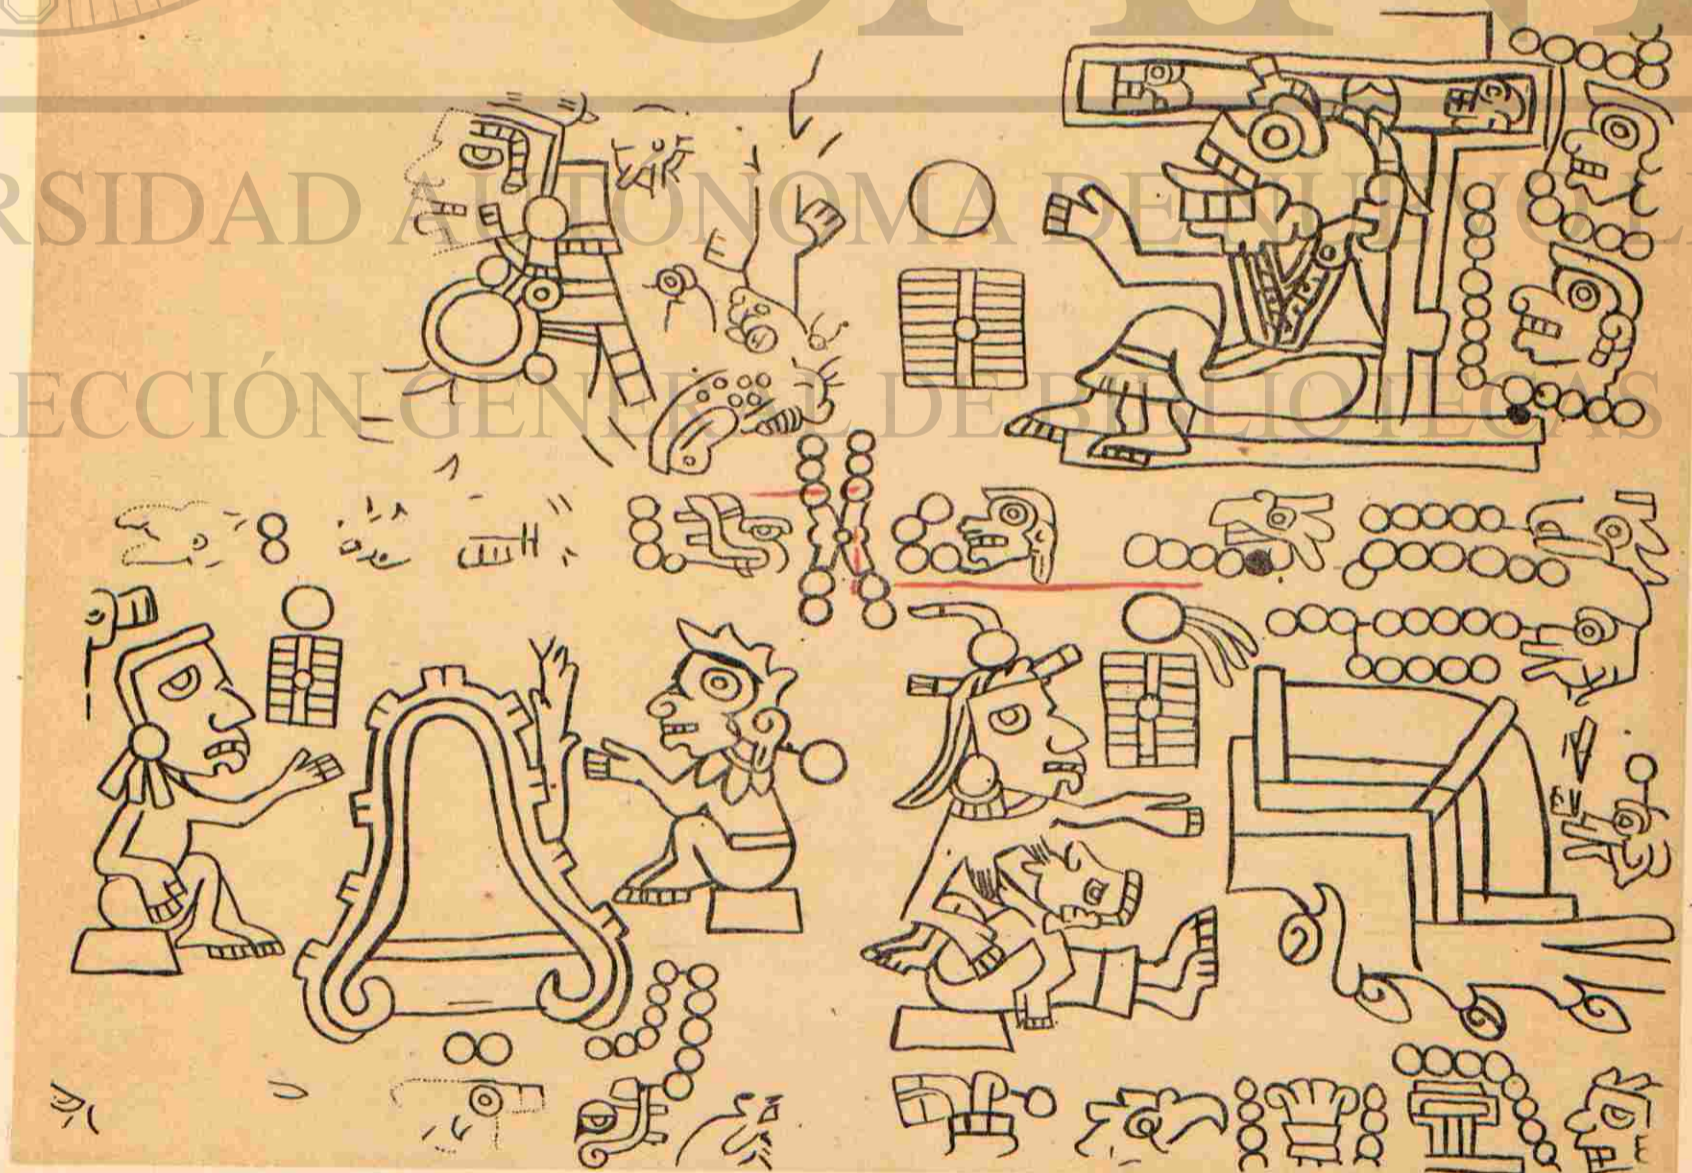 RSIDAD AUTÓNOMA DE NUEVO L
ECCIÓN GENERAL DE BIBLIOTECAS